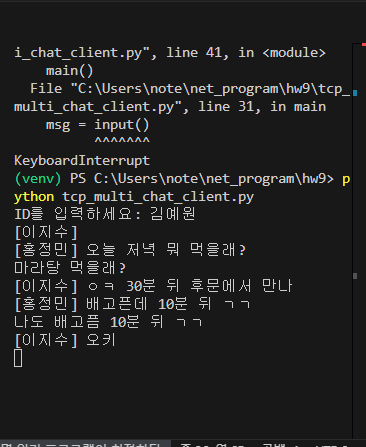 i_chat_client.py", line 41, in <module>
    main()
  File "C:\Users\note\net_program\hw9\tcp_
multi_chat_client.py", line 31, in main
    msg = input()
          ^^^^^^^
KeyboardInterrupt
(venv) PS C:\Users\note\net_program\hw9> p
ython tcp_multi_chat_client.py
ID를 입력하세요: 김예원
[이지수]
[홍정민] 오늘 저녁 뭐 먹을래?
마라탕 먹을래?
[이지수] ㅇㅋ 30분 뒤 후문에서 만나
[홍정민] 배고픈데 10분 뒤 ㄱㄱ
나도 배고픔 10분 뒤 ㄱㄱ
[이지수] 오키